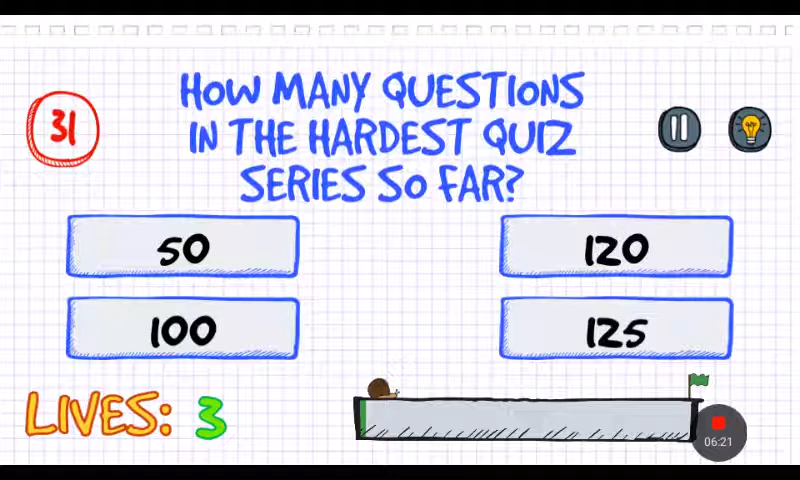 31
HOW MANY QUESTIONS
IN THE HARDEST QUIZ
SERIES SO FAR?
50
120
100
125
LIVES: 3
06:21